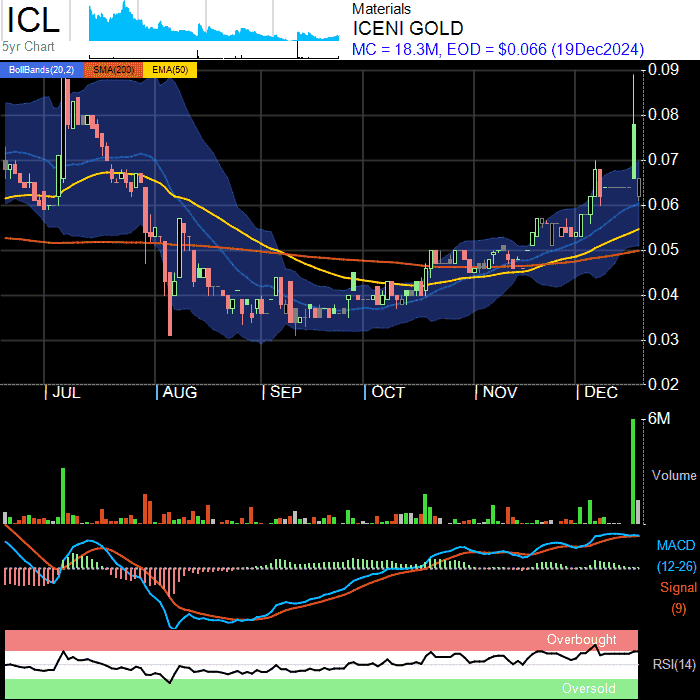 ICL
5yr Chart
Materials
ICENI GOLD
MC = 18.3M, EOD = $0.066 (19Dec2024)
BollBands(20,2) SMA(200) EMA(50)
0.09
0.08
0.07
0.06
0.05
0.04
0.03
0.02
JUL AUG SEP OCT NOV DEC
6M
Volume
MACD
(12-26)
Signal
(9)
Overbought
RSI(14)
Oversold